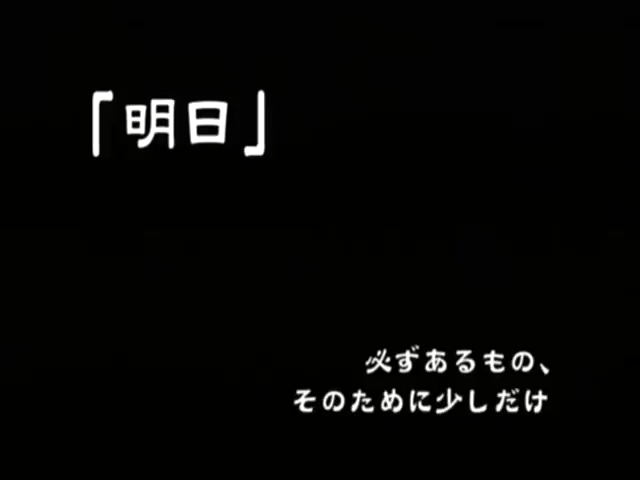 「明日」
必ずあるもの、
そのために少しだけ